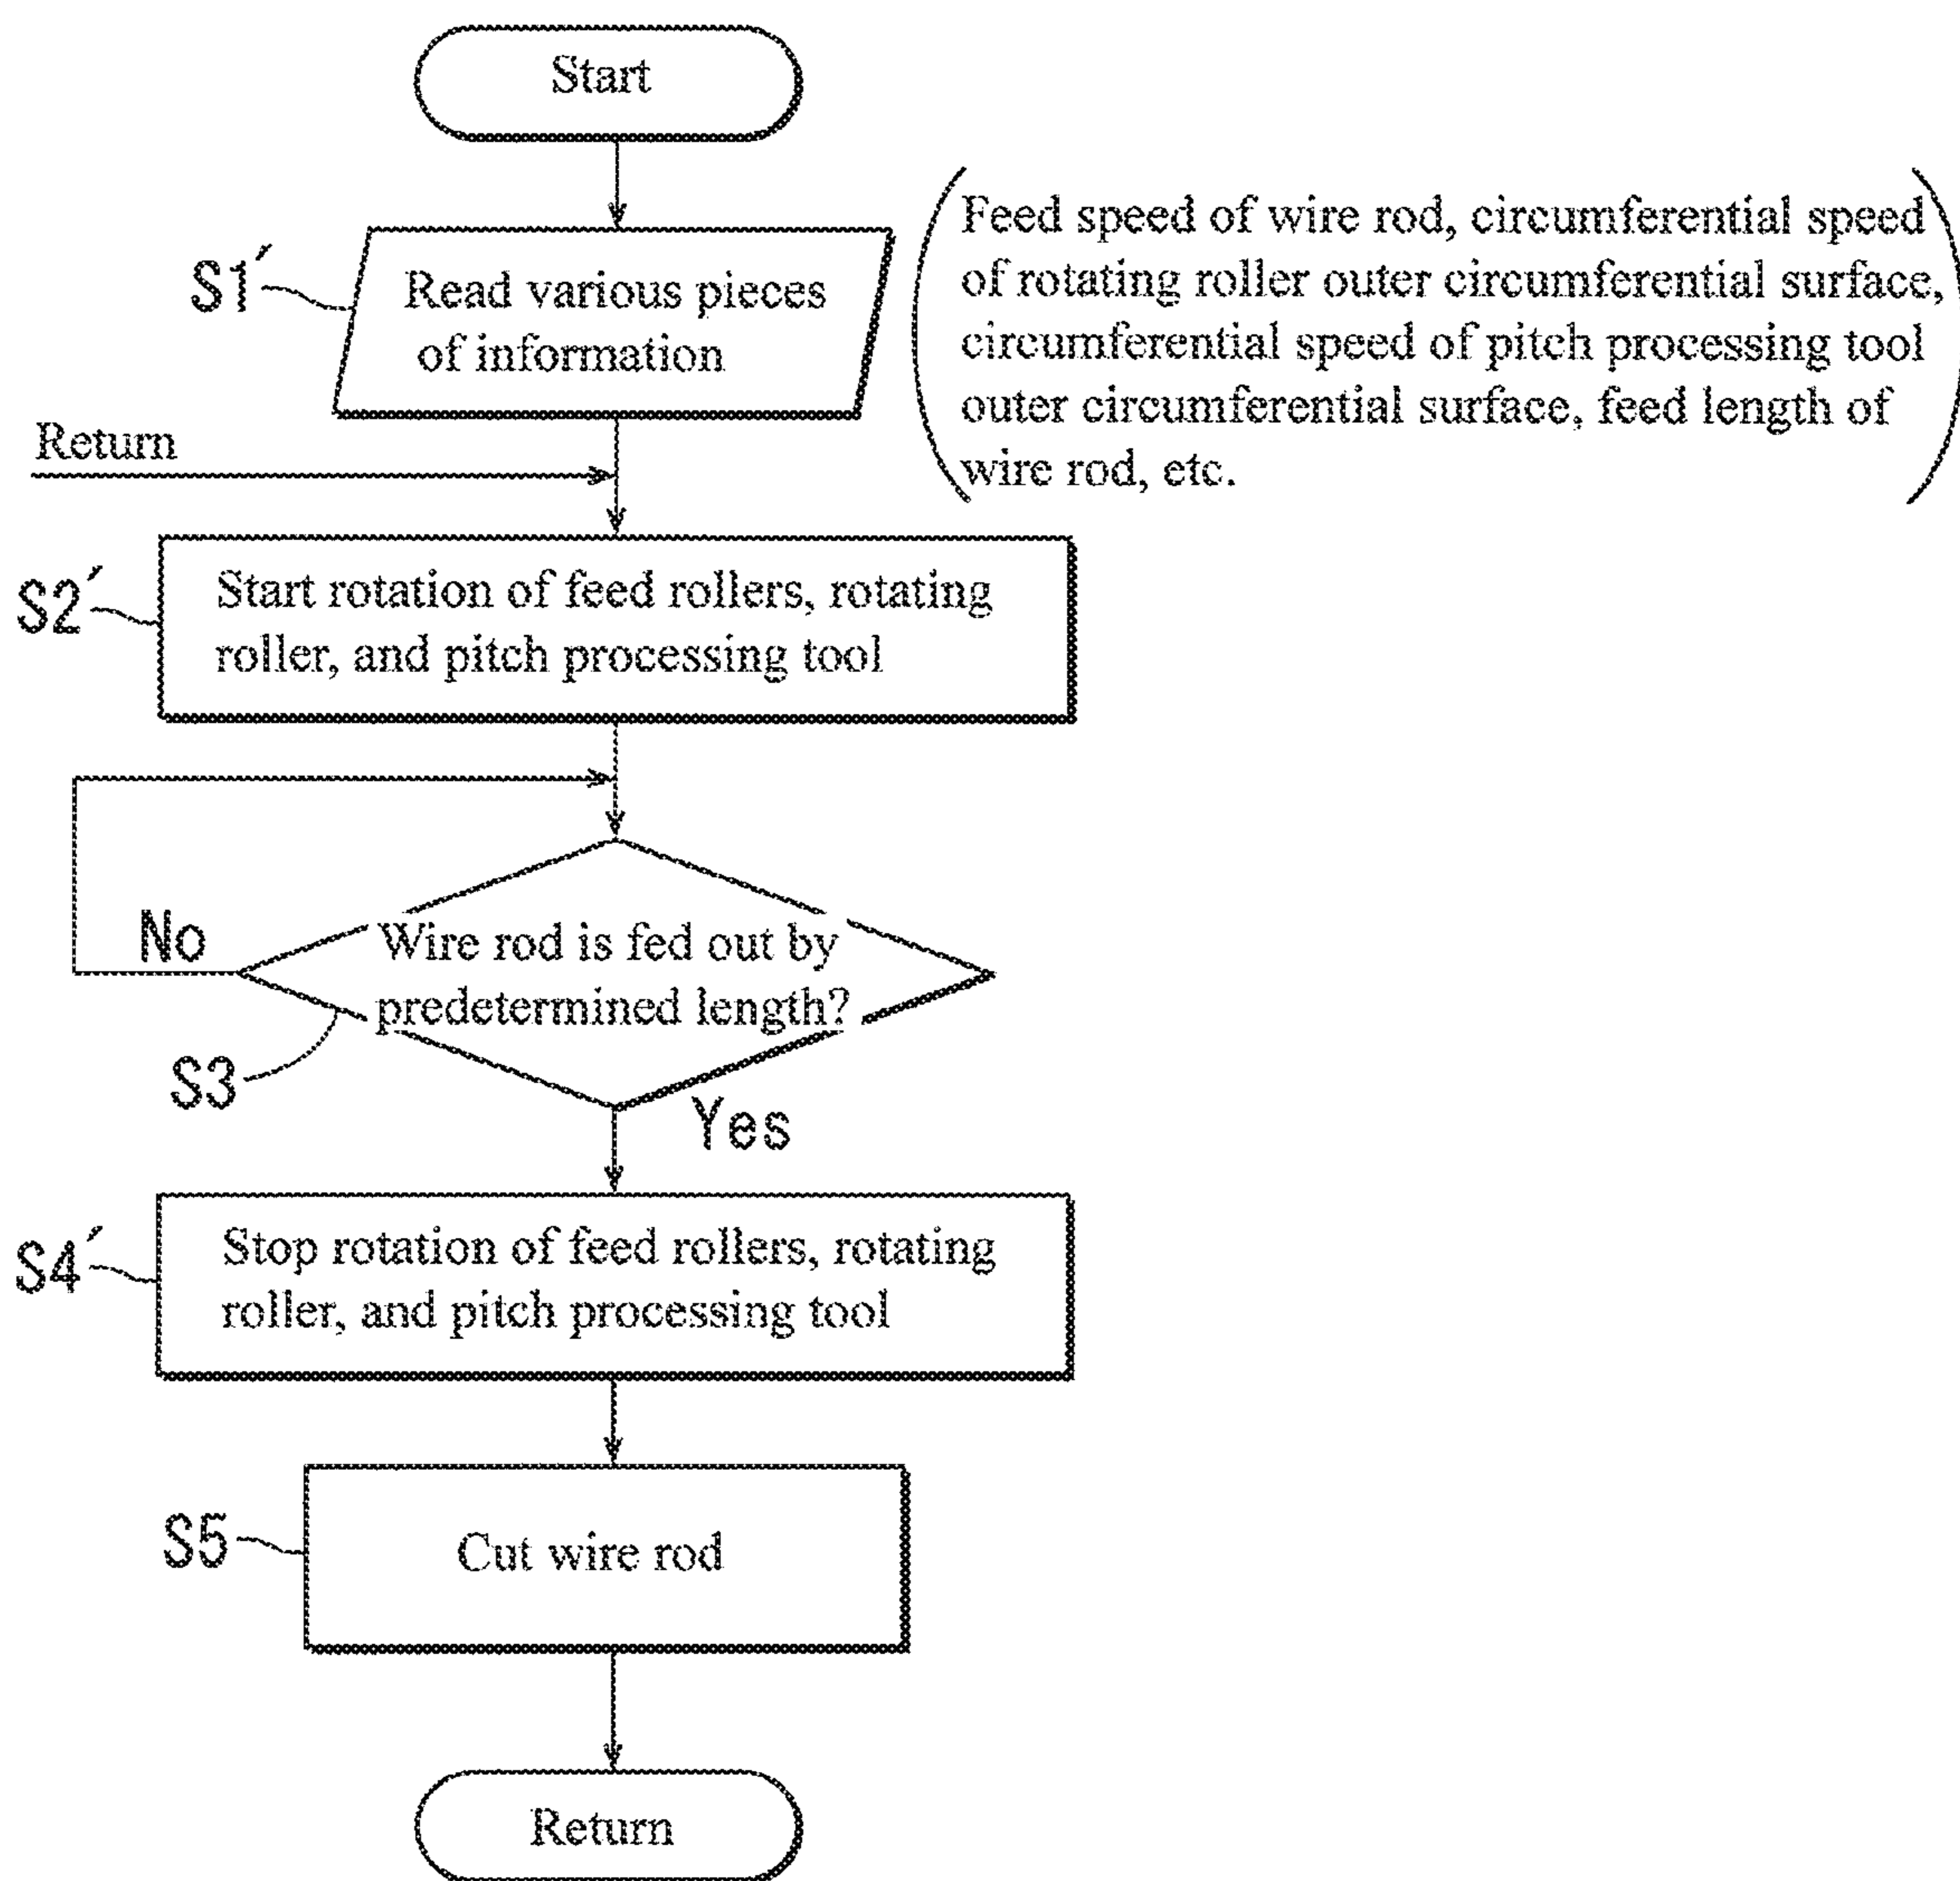 Start
S1′
Read various pieces
of information
Feed speed of wire rod, circumferential speed
of rotating roller outer circumferential surface,
circumferential speed of pitch processing tool
outer circumferential surface, feed length of
wire rod, etc.
Return
S2′
Start rotation of feed rollers, rotating
roller, and pitch processing tool
No
Wire rod is fed out by
predetermined length?
S3
Yes
S4′
Stop rotation of feed rollers, rotating
roller, and pitch processing tool
S5
Cut wire rod
Return